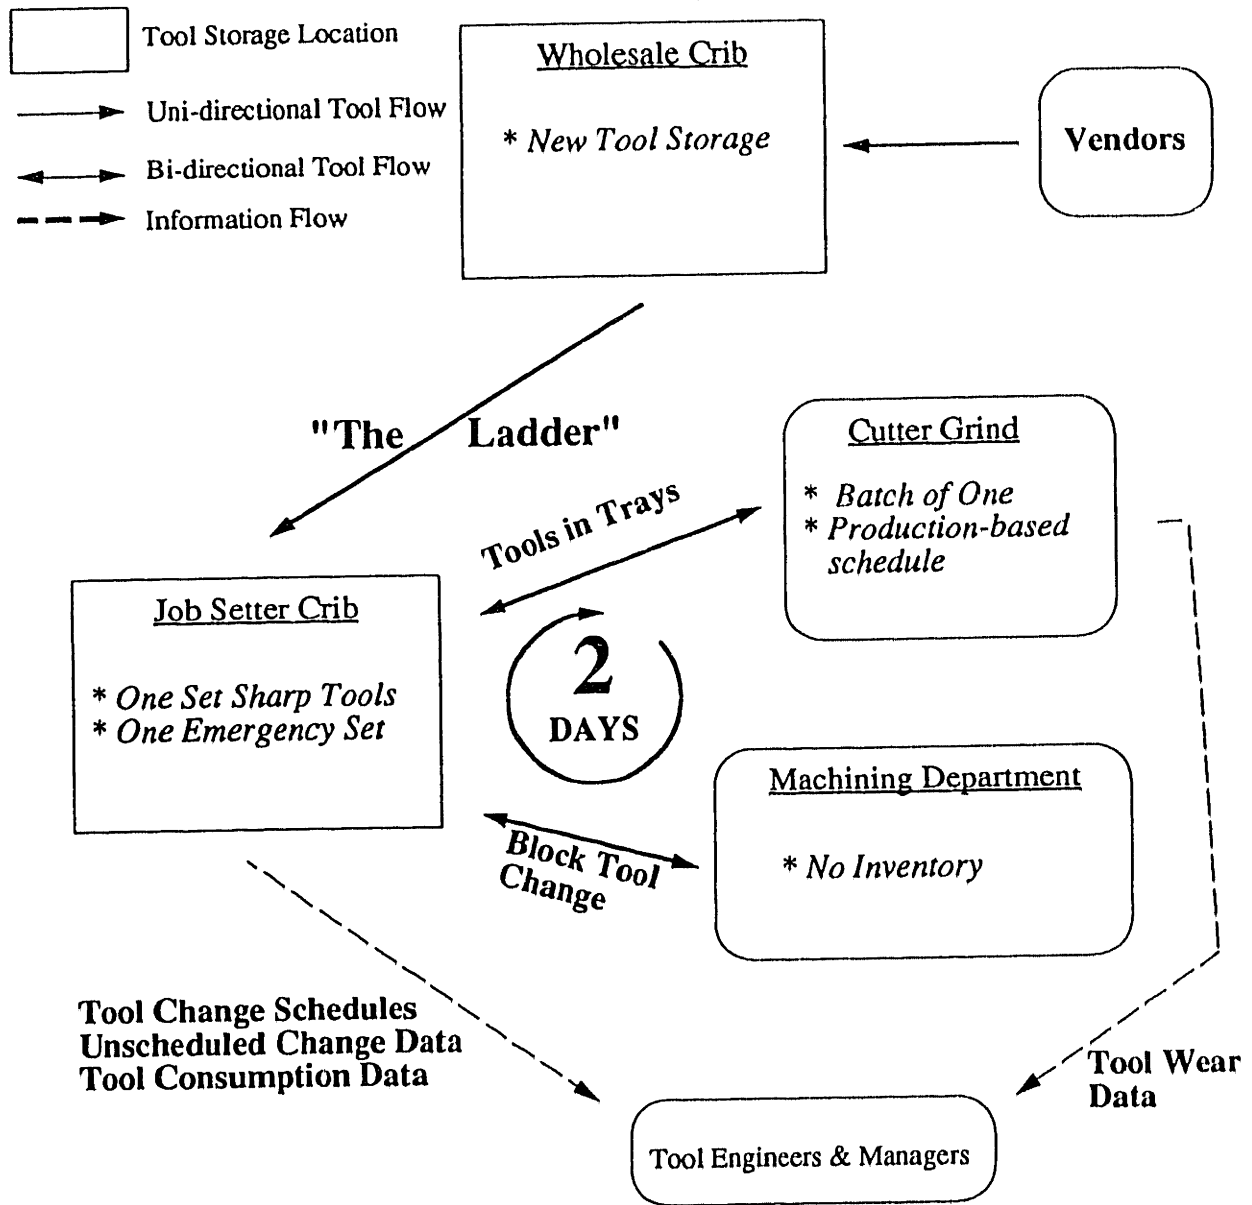 Tool Storage Location
Uni-directional Tool Flow
Bi-directional Tool Flow
Information Flow
Wholesale Crib
* New Tool Storage
Vendors
"The Ladder"
Cutter Grind
* Batch of One
* Production-based
schedule
Tools in Trays
Job Setter Crib
* One Set Sharp Tools
* One Emergency Set
2
DAYS
Machining Department
* No Inventory
Block Tool
Change
Tool Change Schedules
Unscheduled Change Data
Tool Consumption Data
Tool Wear
Data
Tool Engineers & Managers